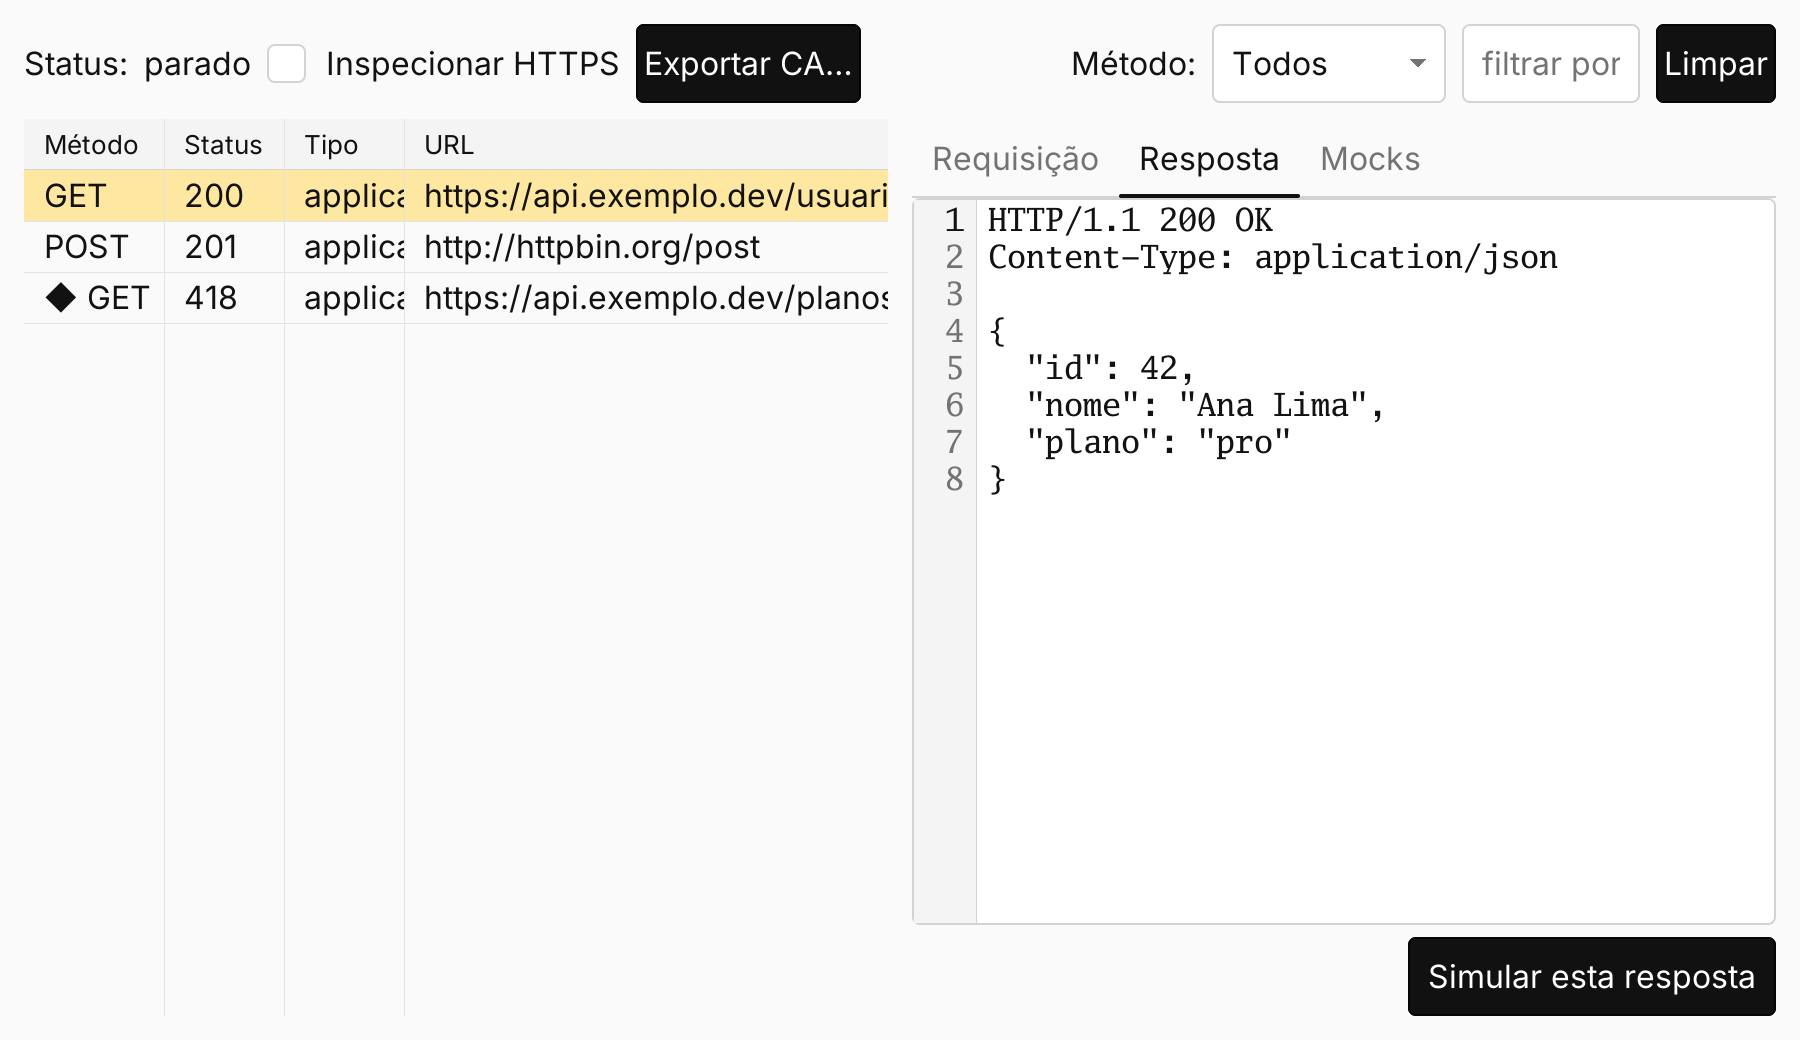 Status: parado Inspecionar HTTPS Exportar CA... Método: Todos filtrar por Limpar
Método Status Tipo URL
GET 200 applica https://api.exemplo.dev/usuari
POST 201 applica http://httpbin.org/post
◆ GET 418 applica https://api.exemplo.dev/planos
Requisição Resposta Mocks
1 HTTP/1.1 200 OK
2 Content-Type: application/json
3
4 {
5 "id": 42,
6 "nome": "Ana Lima",
7 "plano": "pro"
8 }
Simular esta resposta